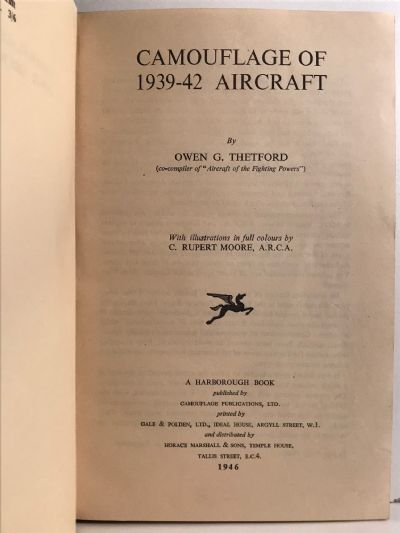 3/6
CAMOUFLAGE OF
1939-42 AIRCRAFT
By
OWEN G. THETFORD
(co-compiler of "Aircraft of the Fighting Powers")
With illustrations in full colours by
C. RUPERT MOORE, A.R.C.A.
A HARBOROUGH BOOK
published by
CAMOUFLAGE PUBLICATIONS, LTD.
printed by
GALE & POLDEN, LTD., IDEAL HOUSE, ARGYLL STREET, W.1.
and distributed by
HORACE MARSHALL & SONS, TEMPLE HOUSE,
TALLIS STREET, E.C.4.
1946